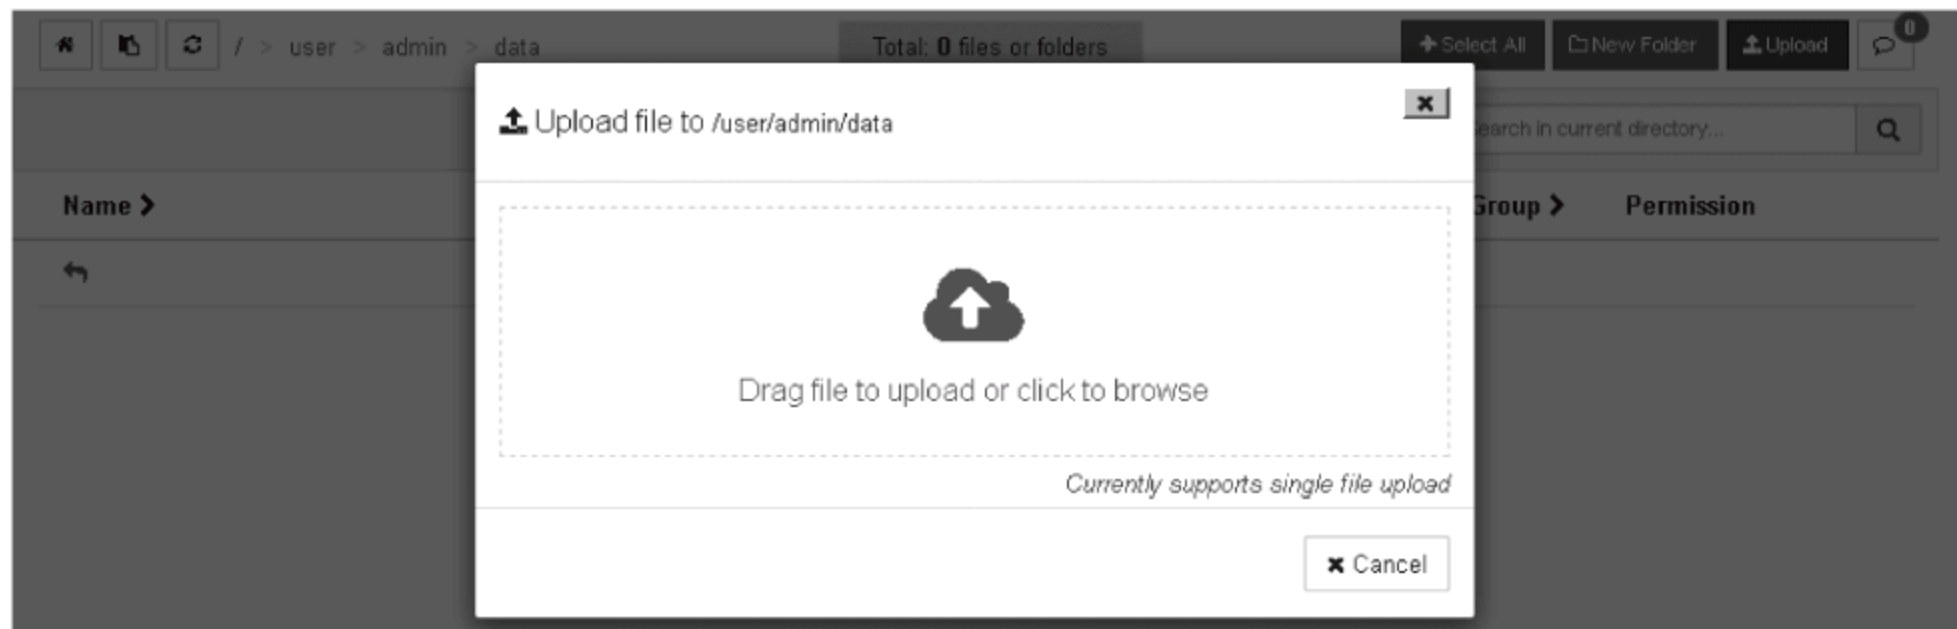 / > user > admin > data
Total: 0 files or folders
Select All
New Folder
Upload
0
Upload file to /user/admin/data
earch in current directory...
Name
Group
Permission
Drag file to upload or click to browse
Currently supports single file upload
Cancel